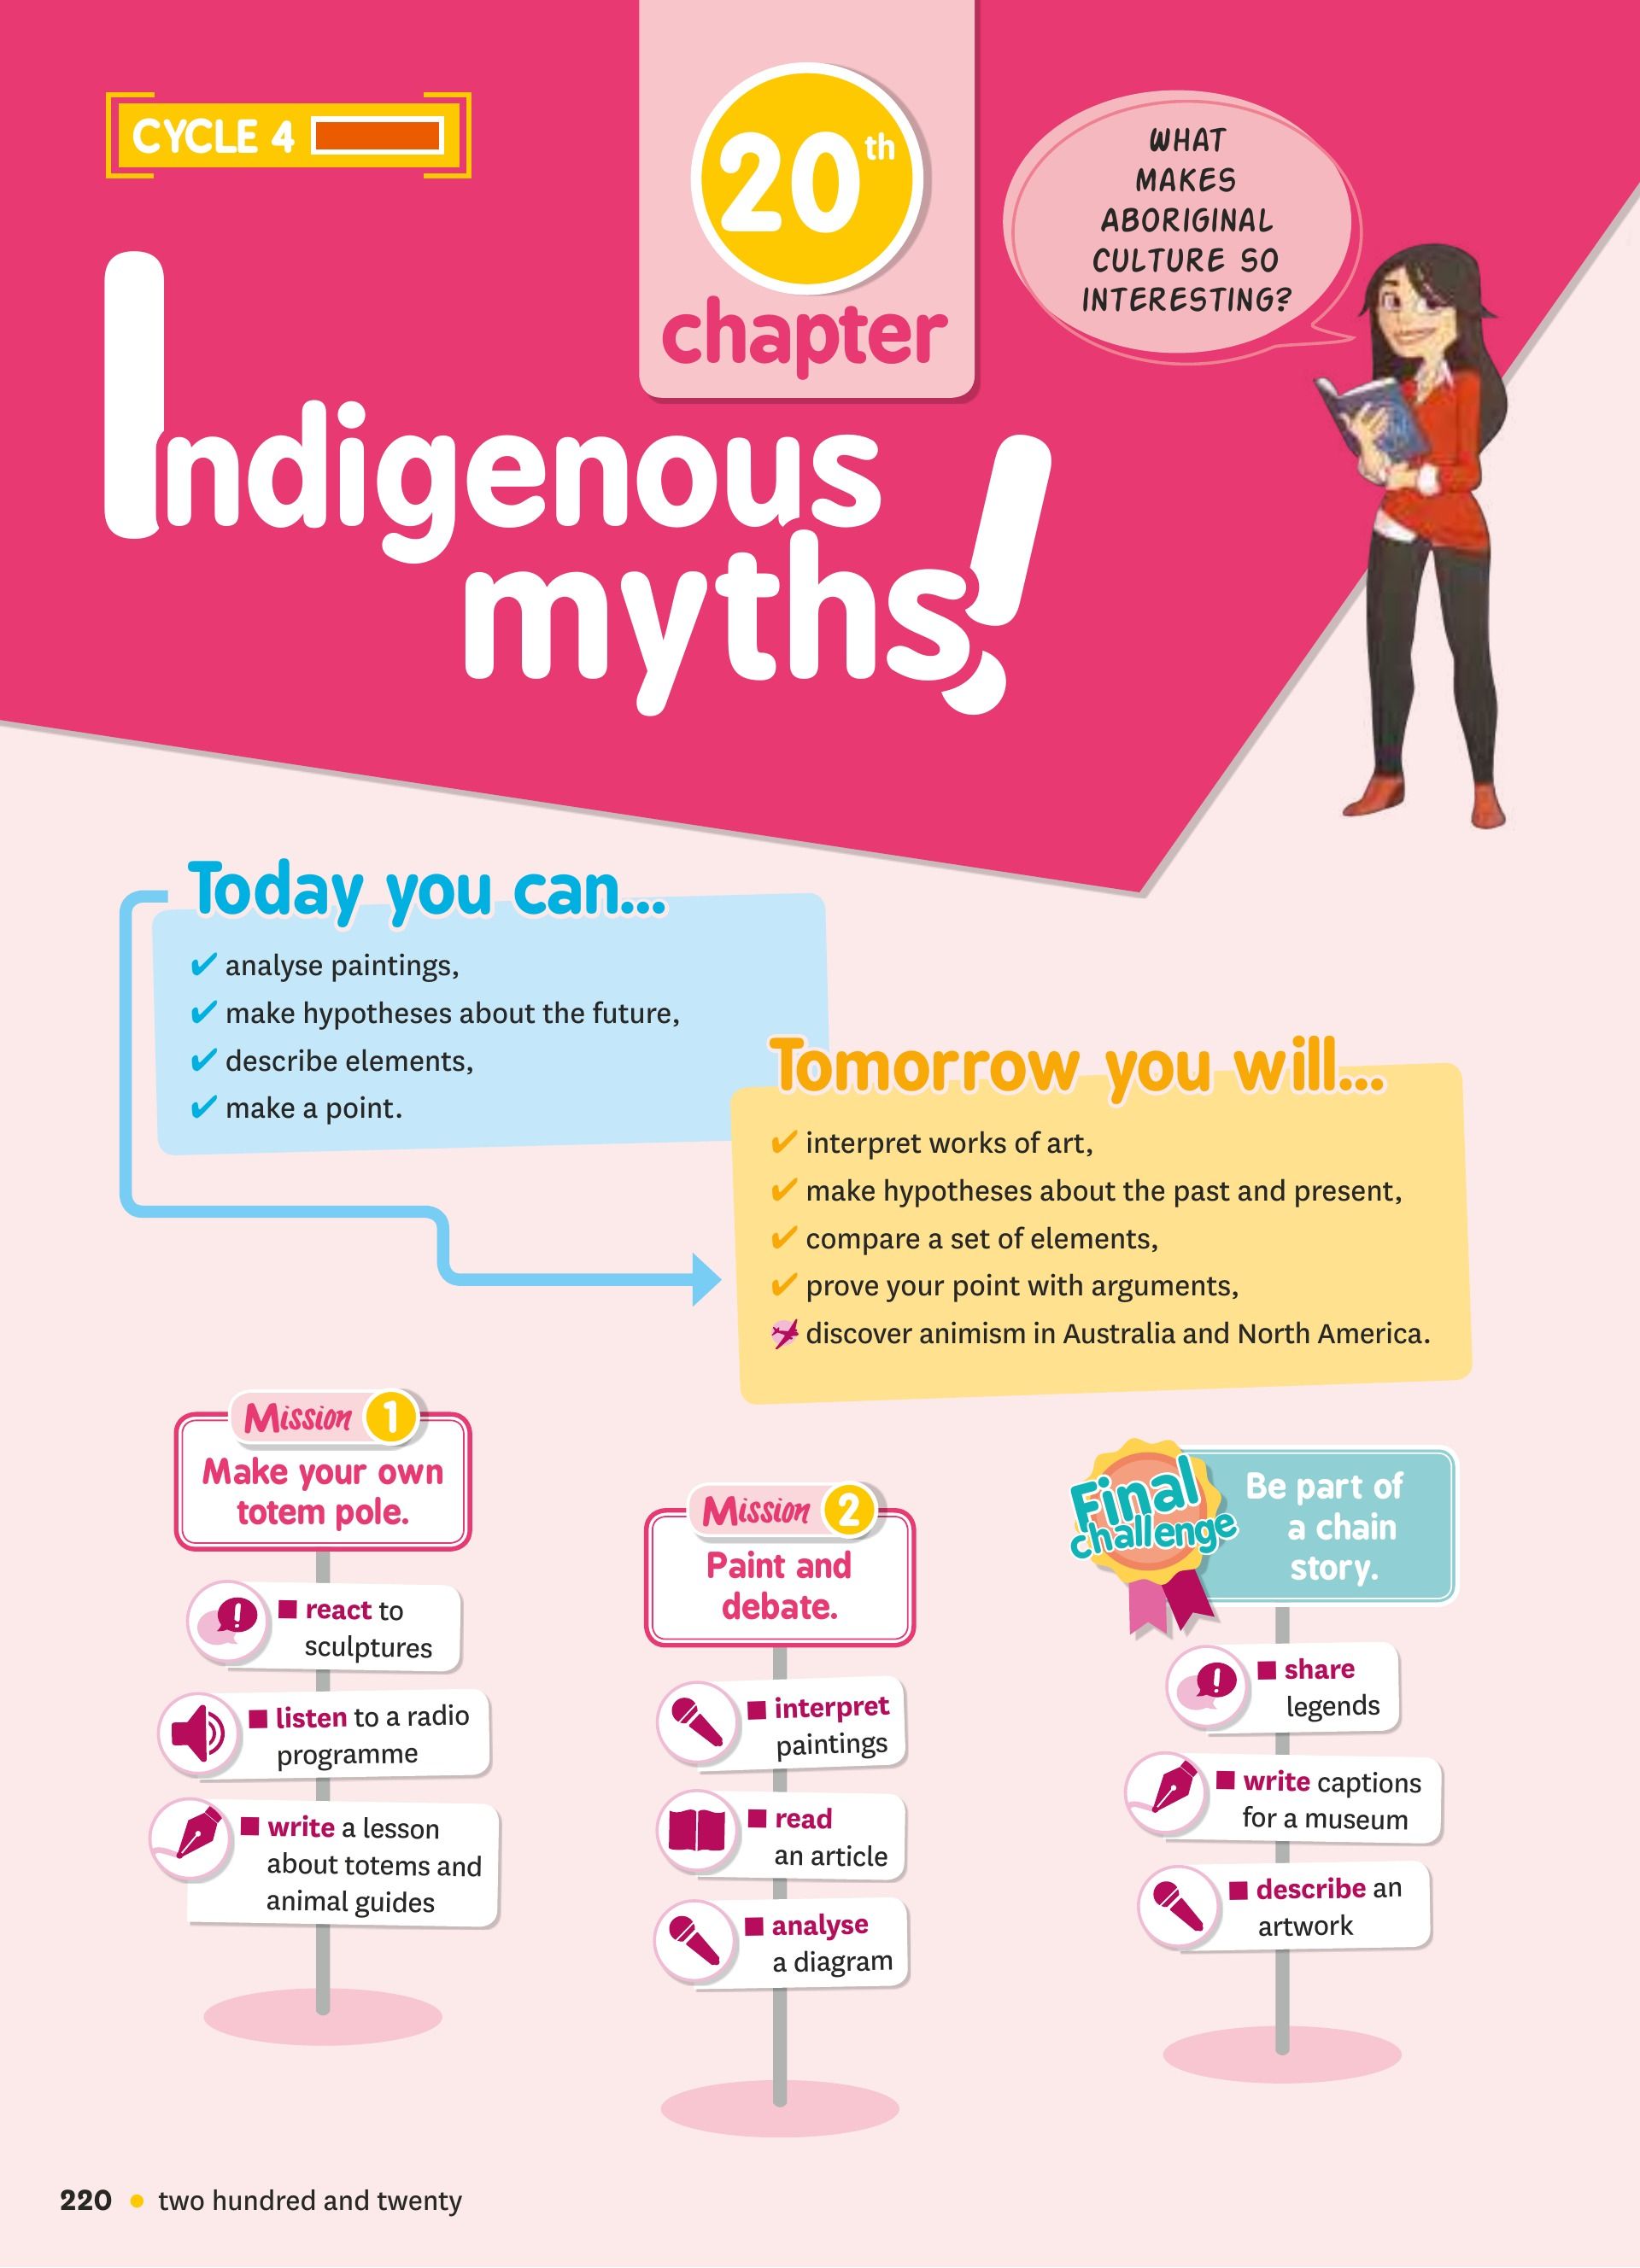 CYCLE 4
20th
chapter
WHAT
MAKES
ABORIGINAL
CULTURE SO
INTERESTING?
Indigenous
myths!
Today you can...
✔ analyse paintings,
✔ make hypotheses about the future,
✔ describe elements,
✔ make a point.
Tomorrow you will...
✔ interpret works of art,
✔ make hypotheses about the past and present,
✔ compare a set of elements,
✔ prove your point with arguments,
discover animism in Australia and North America.
Mission 1
Make your own
totem pole.
■ react to
sculptures
■ listen to a radio
programme
■ write a lesson
about totems and
animal guides
Mission 2
Paint and
debate.
■ interpret
paintings
■ read
an article
■ analyse
a diagram
Final
challenge
Be part of
a chain
story.
■ share
legends
■ write captions
for a museum
■ describe an
artwork
220 • two hundred and twenty